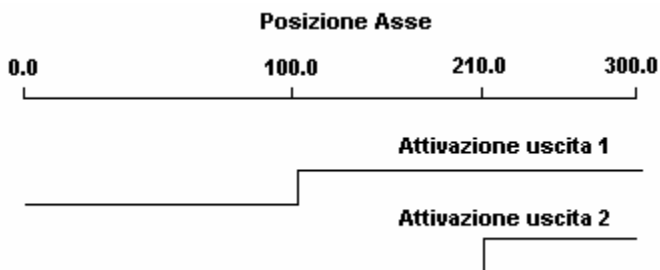 Posizione Asse
0.0 100.0 210.0 300.0
Attivazione uscita 1
Attivazione uscita 2